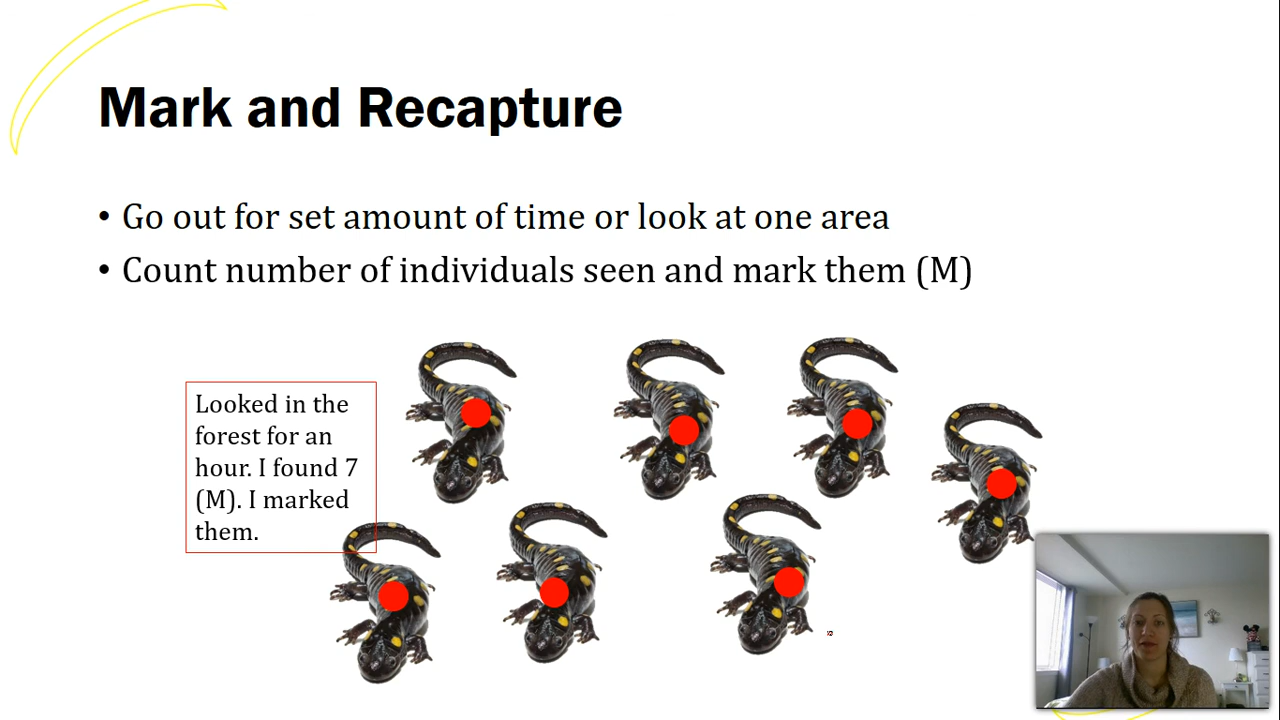 Mark and Recapture
• Go out for set amount of time or look at one area
• Count number of individuals seen and mark them (M)
Looked in the
forest for an
hour. I found 7
(M). I marked
them.